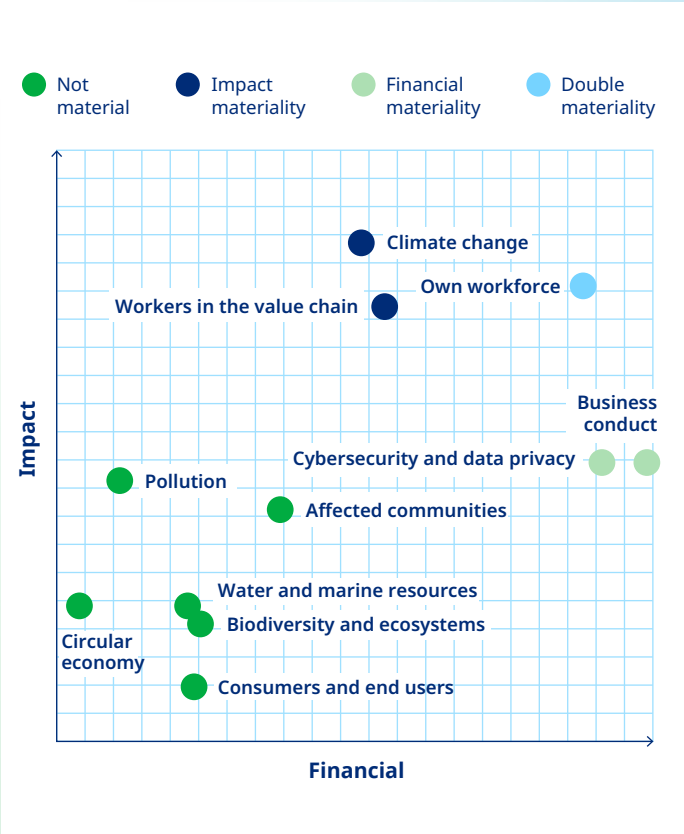 Not
material
Impact
materiality
Financial
materiality
Double
materiality
Climate change
Own workforce
Workers in the value chain
Business
conduct
Cybersecurity and data privacy
Pollution
Affected communities
Water and marine resources
Biodiversity and ecosystems
Circular
economy
Consumers and end users
Impact
Financial